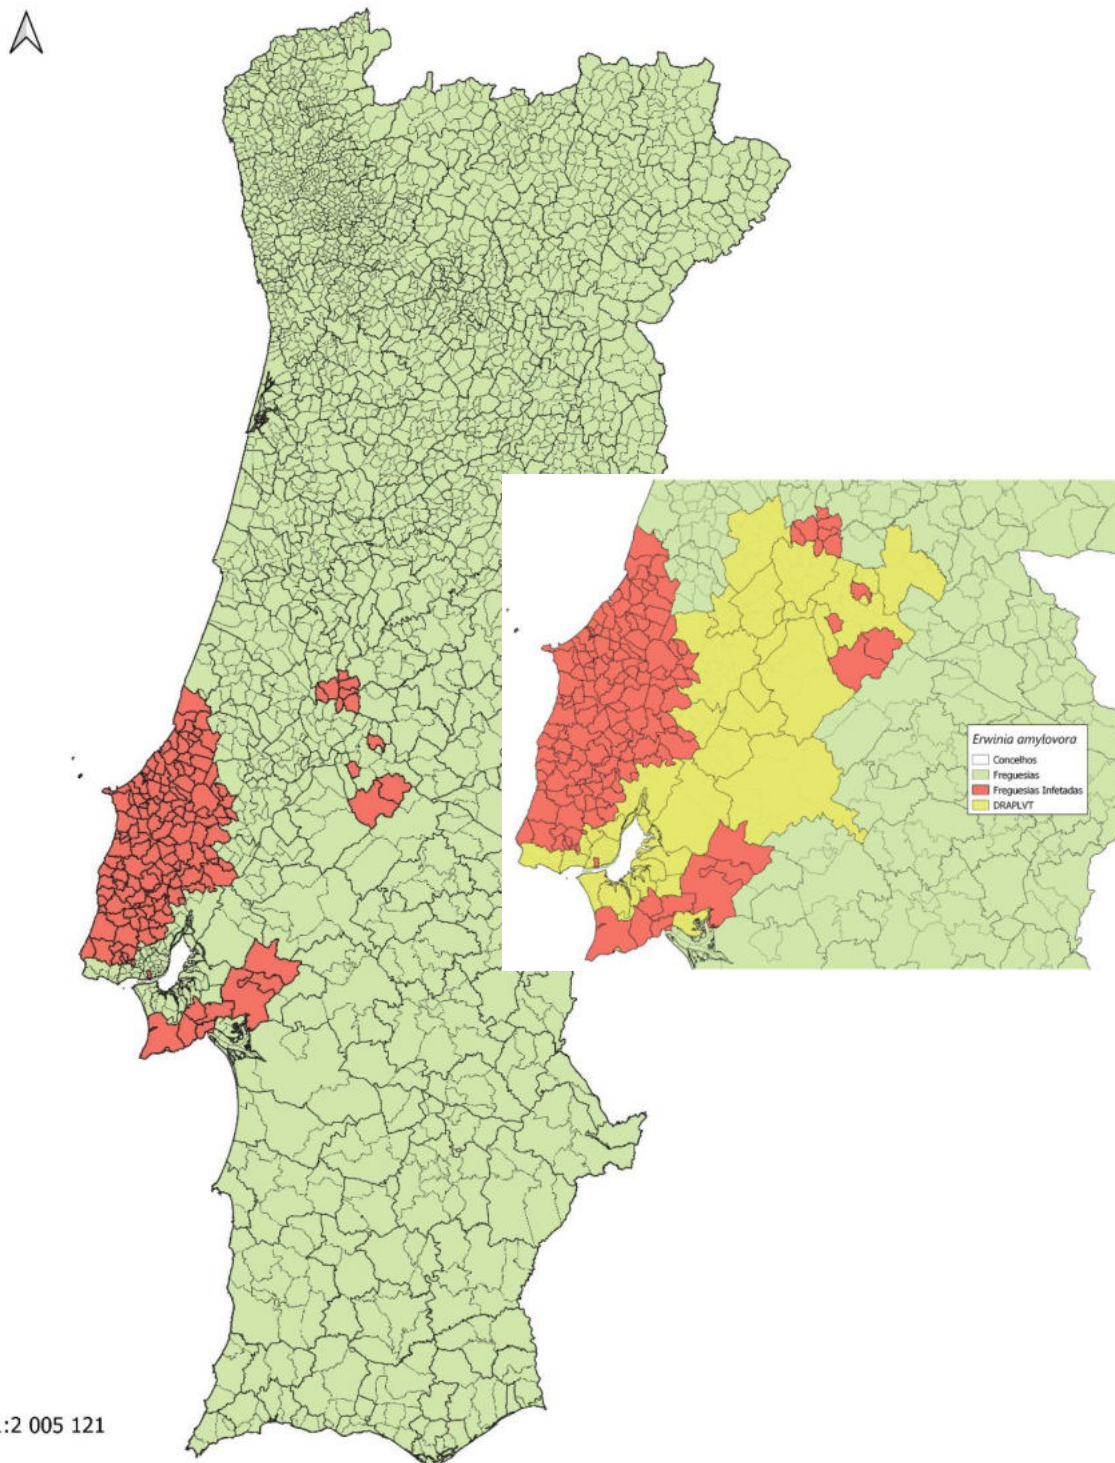 Erwinia amylovora
Concelhos
Freguesias
Freguesias Infetadas
DRAPLVT
:2 005 121